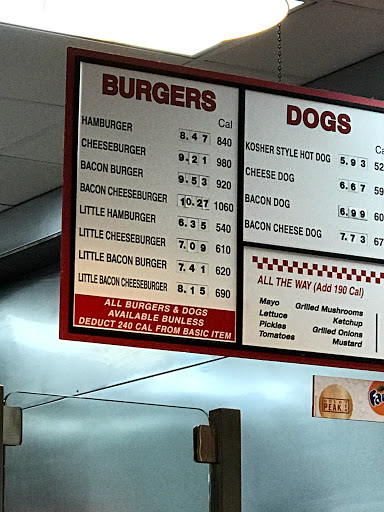 BURGERS
Cal
HAMBURGER 8.47 840
CHEESEBURGER 9.21 980
BACON BURGER 9.53 920
BACON CHEESEBURGER 10.27 1060
LITTLE HAMBURGER 6.35 540
LITTLE CHEESEBURGER 7.09 610
LITTLE BACON BURGER 7.41 620
LITTLE BACON CHEESEBURGER 8.15 690
ALL BURGERS & DOGS
AVAILABLE BUNLESS
DEDUCT 240 CAL FROM BASIC ITEM
DOGS
KOSHER STYLE HOT DOG 5.93
CHEESE DOG 6.67
BACON DOG 6.99
BACON CHEESE DOG 7.73
ALL THE WAY (Add 190 Cal)
Mayo Grilled Mushrooms
Lettuce Ketchup
Pickles Grilled Onions
Tomatoes Mustard
PEAK